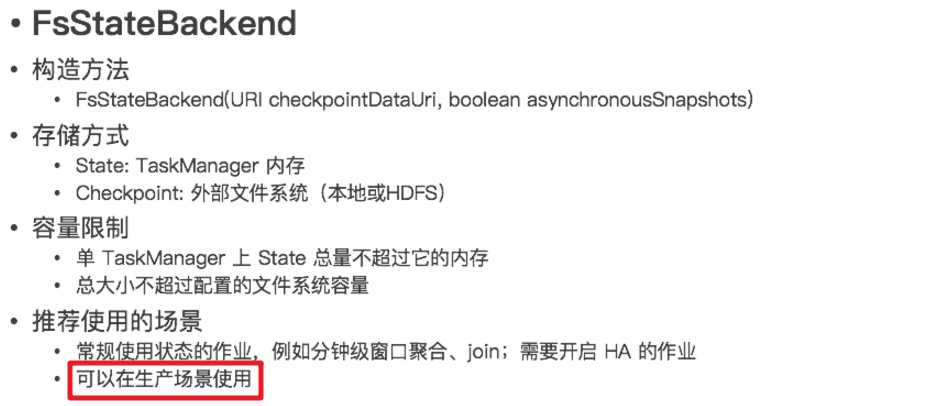 • FsStateBackend
• 构造方法
• FsStateBackend(URI checkpointDataUri, boolean asynchronousSnapshots)
• 存储方式
• State: TaskManager 内存
• Checkpoint: 外部文件系统（本地或HDFS）
• 容量限制
• 单 TaskManager 上 State 总量不超过它的内存
• 总大小不超过配置的文件系统容量
• 推荐使用的场景
• 常规使用状态的作业，例如分钟级窗口聚合、join；需要开启 HA 的作业
• 可以在生产场景使用